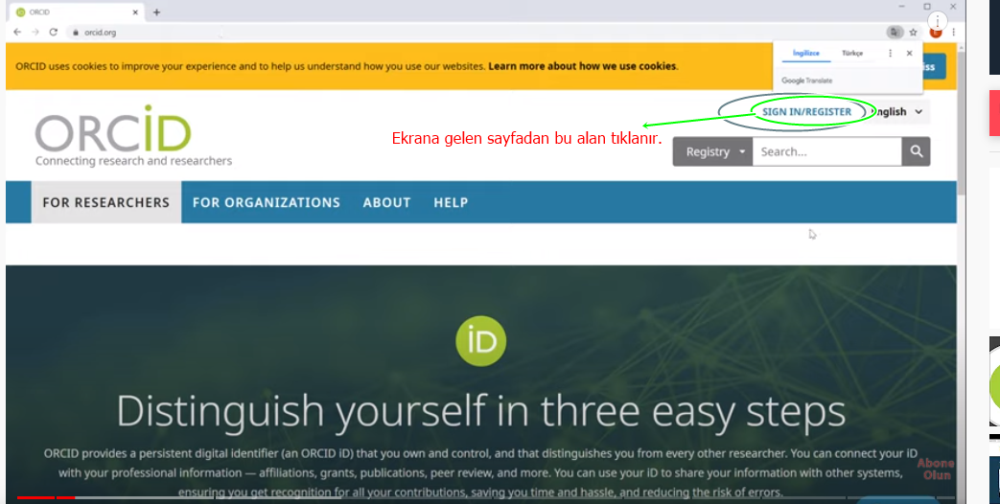 ORCID
orcid.org
İngilizce Türkçe
Google Translate
ORCID uses cookies to improve your experience and to help us understand how you use our websites. Learn more about how we use cookies.
ORCID
Connecting research and researchers
SIGN IN/REGISTER
English
Ekrana gelen sayfadan bu alan tıklanır.
Registry Search...
FOR RESEARCHERS FOR ORGANIZATIONS ABOUT HELP
iD
Distinguish yourself in three easy steps
ORCID provides a persistent digital identifier (an ORCID iD) that you own and control, and that distinguishes you from every other researcher. You can connect your iD
with your professional information — affiliations, grants, publications, peer review, and more. You can use your iD to share your information with other systems,
ensuring you get recognition for all your contributions, saving you time and hassle, and reducing the risk of errors.
Abone
Olun